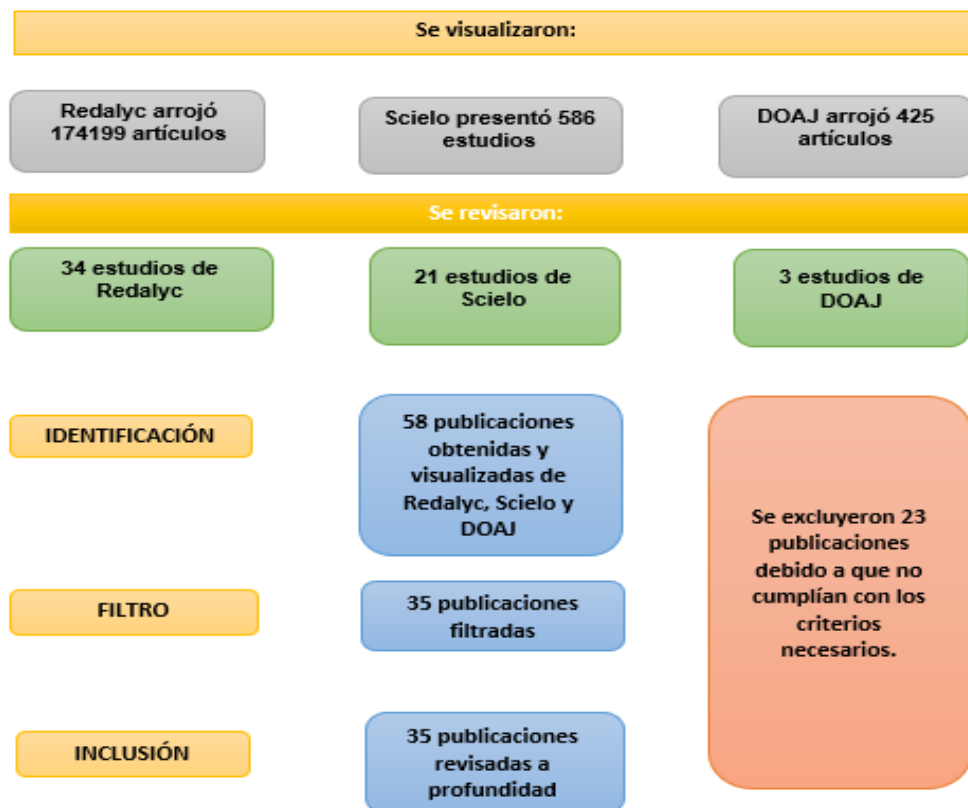 Se visualizaron:
Redalyc arrojó
174199 artículos
Scielo presentó 586
estudios
DOAJ arrojó 425
artículos
Se revisaron:
34 estudios de
Redalyc
21 estudios de
Scielo
3 estudios de
DOAJ
IDENTIFICACIÓN
58 publicaciones
obtenidas y
visualizadas de
Redalyc, Scielo y
DOAJ
Se excluyeron 23
publicaciones
debido a que no
cumplían con los
criterios
necesarios.
FILTRO
35 publicaciones
filtradas
INCLUSIÓN
35 publicaciones
revisadas a
profundidad